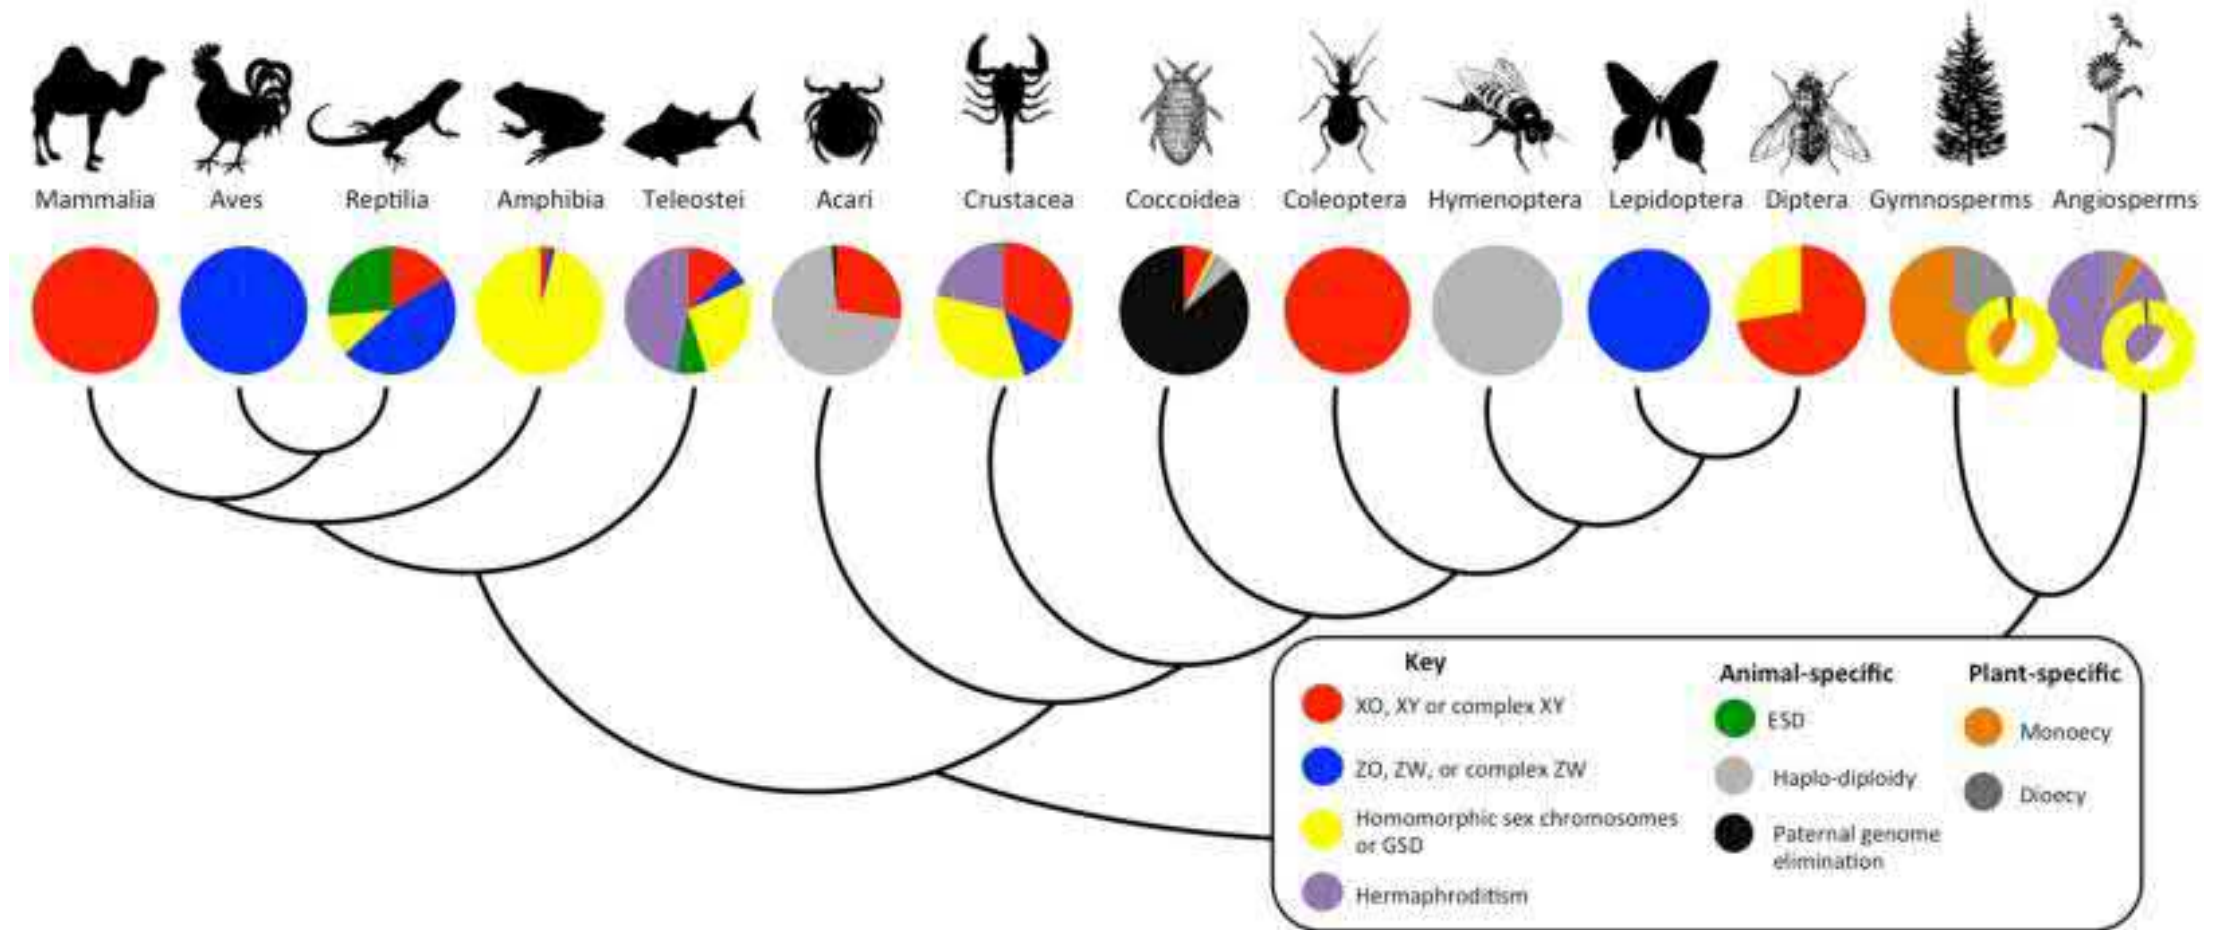 Mammalia Aves Reptilia Amphibia Teleostei Acari Crustacea Coccoidea Coleoptera Hymenoptera Lepidoptera Diptera Gymnosperms Angiosperms
Key
XO, XY or complex XY
ZO, ZW, or complex ZW
Homomorphic sex chromosomes
or GSD
Hermaphroditism
Animal-specific
ESD
Haplo-diploidy
Paternal genome
elimination
Plant-specific
Monoecy
Dioecy